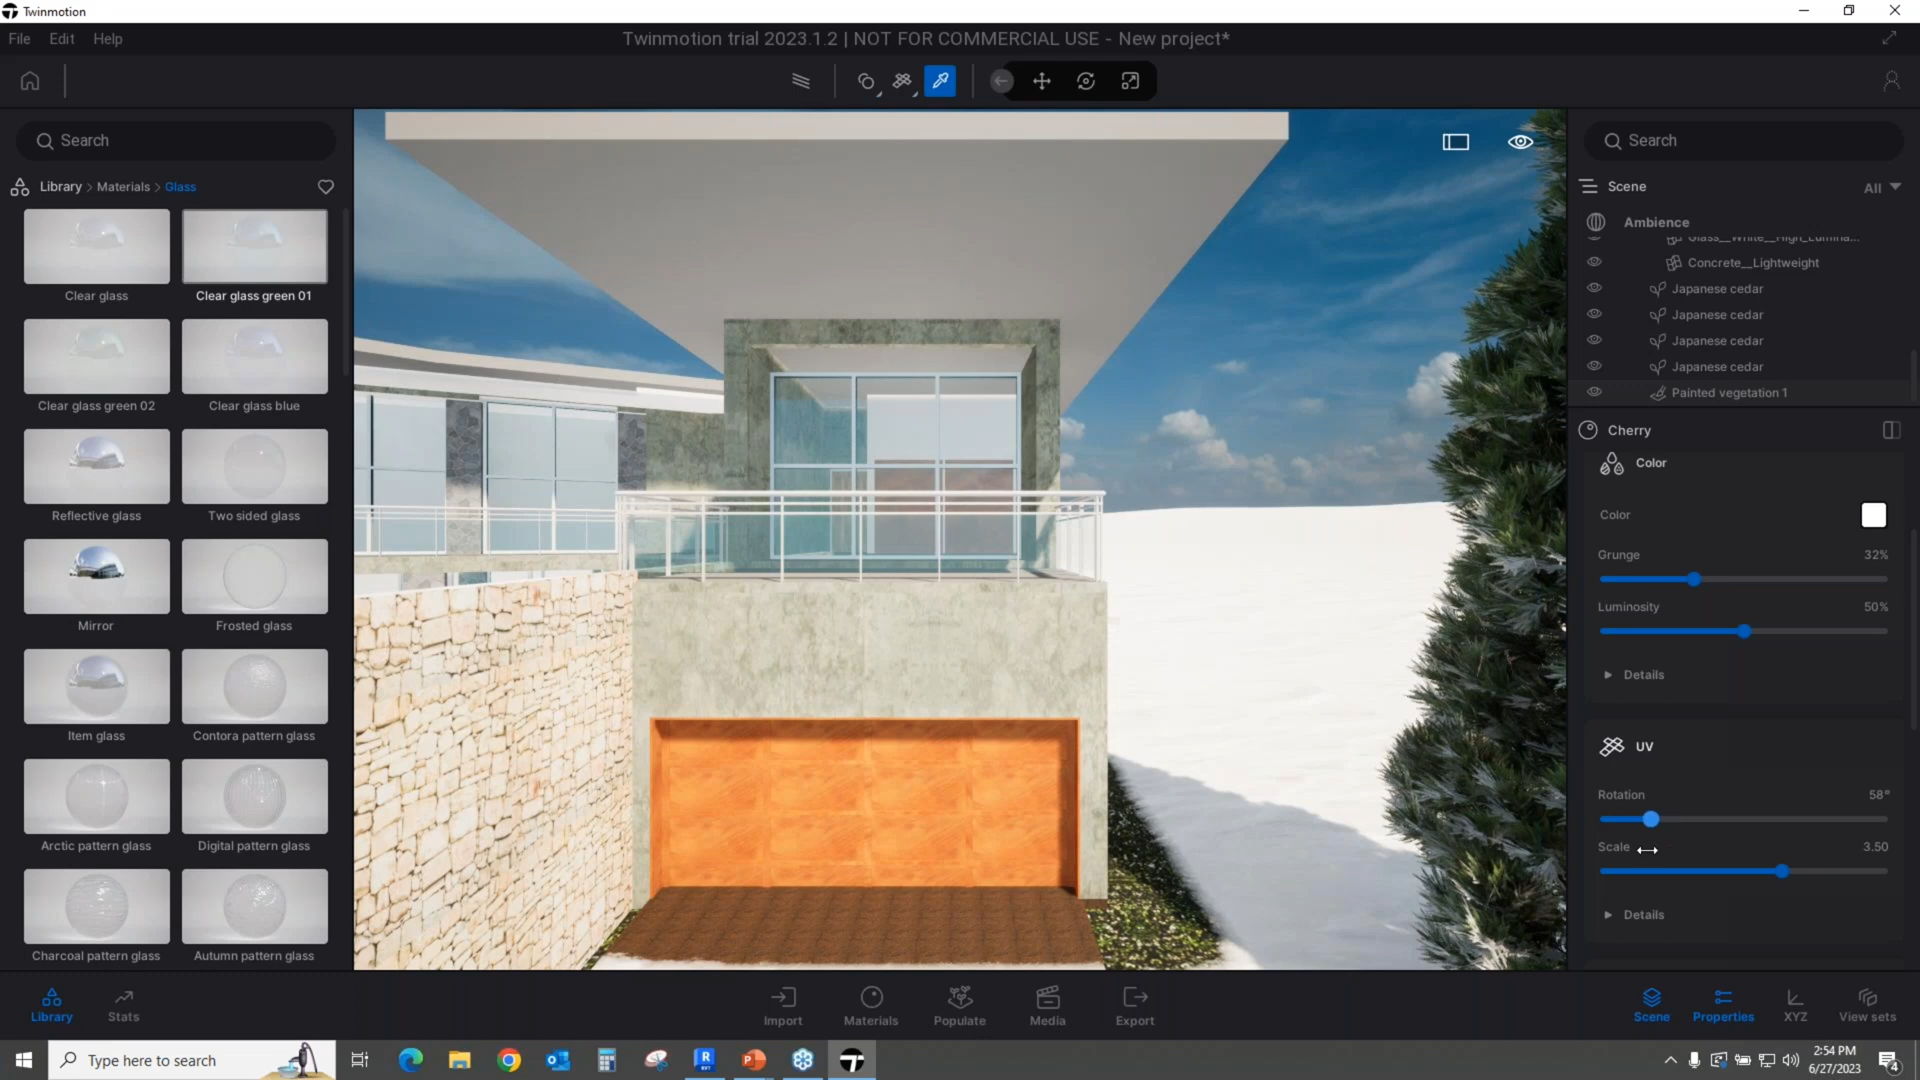 Twinmotion
File Edit Help
Twinmotion trial 2023.1.2 | NOT FOR COMMERCIAL USE - New project*
Search
Library > Materials > Glass
Clear glass
Clear glass green 01
Clear glass green 02
Clear glass blue
Reflective glass
Two sided glass
Mirror
Frosted glass
Item glass
Contora pattern glass
Arctic pattern glass
Digital pattern glass
Charcoal pattern glass
Autumn pattern glass
Search
Scene
All
Ambience
Glass__White__High_Lumina...
Concrete__Lightweight
Japanese cedar
Japanese cedar
Japanese cedar
Japanese cedar
Painted vegetation 1
Cherry
Color
Color
Grunge 32%
Luminosity 50%
Details
UV
Rotation 58°
Scale 3.50
Details
Library
Stats
Import
Materials
Populate
Media
Export
Scene
Properties
XYZ
View sets
Type here to search
2:54 PM
6/27/2023
4